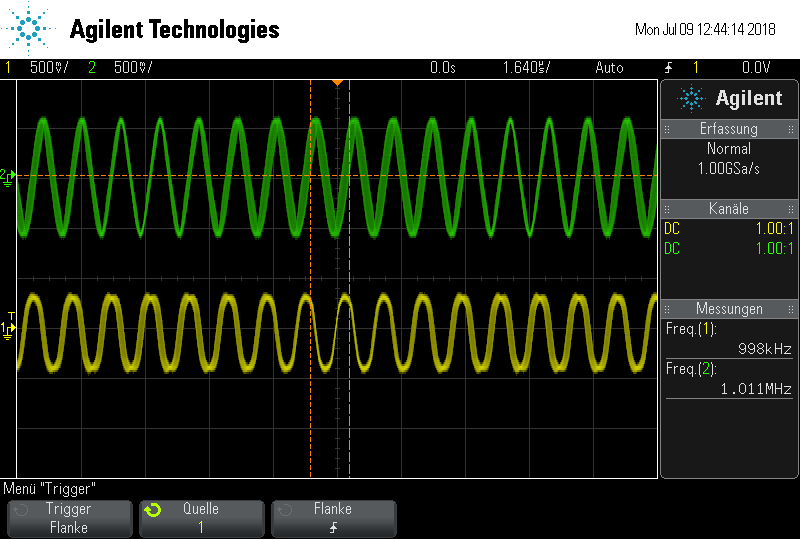 Agilent Technologies
Mon Jul 09 12:44:14 2018
1 500mV/ 2 500mV/ 0.0s 1.640us/ Auto 1 0.0V
Agilent
Erfassung
Normal
1.00GSa/s
Kanäle
DC 1.00:1
DC 1.00:1
Messungen
Freq.(1):
998kHz
Freq.(2):
1.011MHz
2
T
1
Menü "Trigger"
Trigger
Flanke
Quelle
1
Flanke